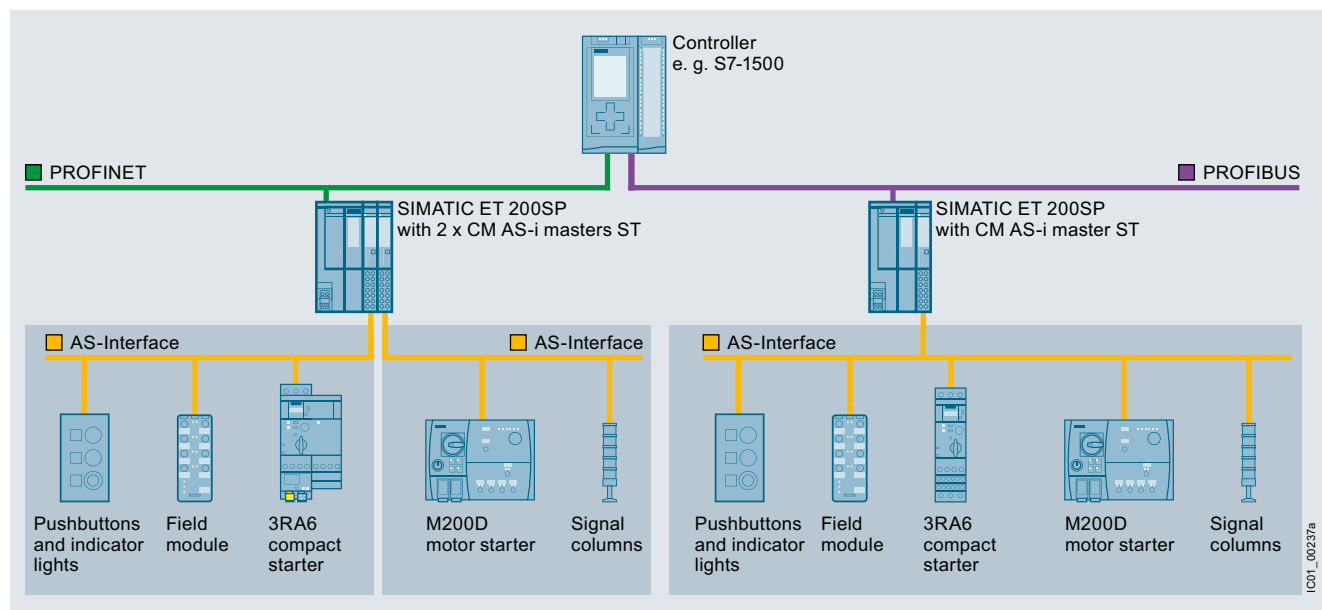 Controller
e. g. S7-1500
PROFINET
PROFIBUS
SIMATIC ET 200SP
with 2 x CM AS-i masters ST
SIMATIC ET 200SP
with CM AS-i master ST
AS-Interface
AS-Interface
AS-Interface
Pushbuttons
and indicator
lights
Field
module
3RA6
compact
starter
M200D
motor starter
Signal
columns
Pushbuttons
and indicator
lights
Field
module
3RA6
compact
starter
M200D
motor starter
Signal
columns
IC01_00237a